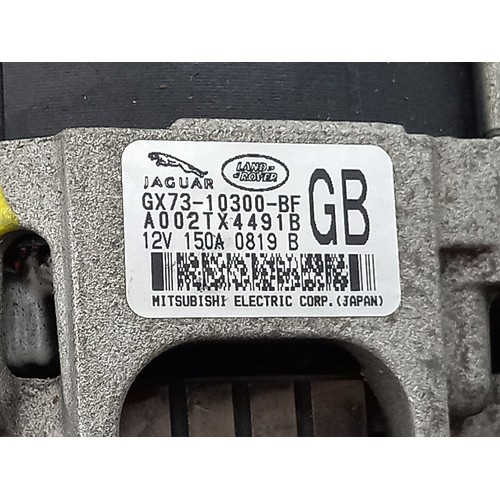 JAGUAR
LAND
ROVER
GX73-10300-BF
A002TX4491B
12V 150A 0819 B
GB
MITSUBISHI ELECTRIC CORP.(JAPAN)